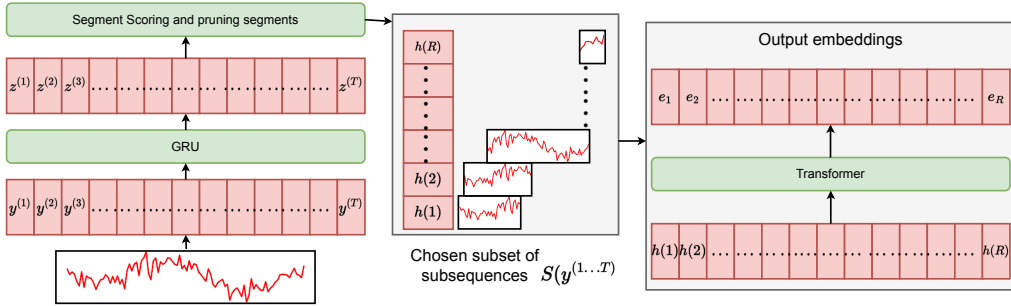 Segment Scoring and pruning segments
z^{(1)} z^{(2)} z^{(3)} ........................... z^{(T)}
GRU
y^{(1)} y^{(2)} y^{(3)} ........................... y^{(T)}
h(R)
h(2)
h(1)
Chosen subset of
subsequences S(y^{(1...T)}
Output embeddings
e_1 e_2 ........................... e_R
Transformer
h(1) h(2) ........................... h(R)